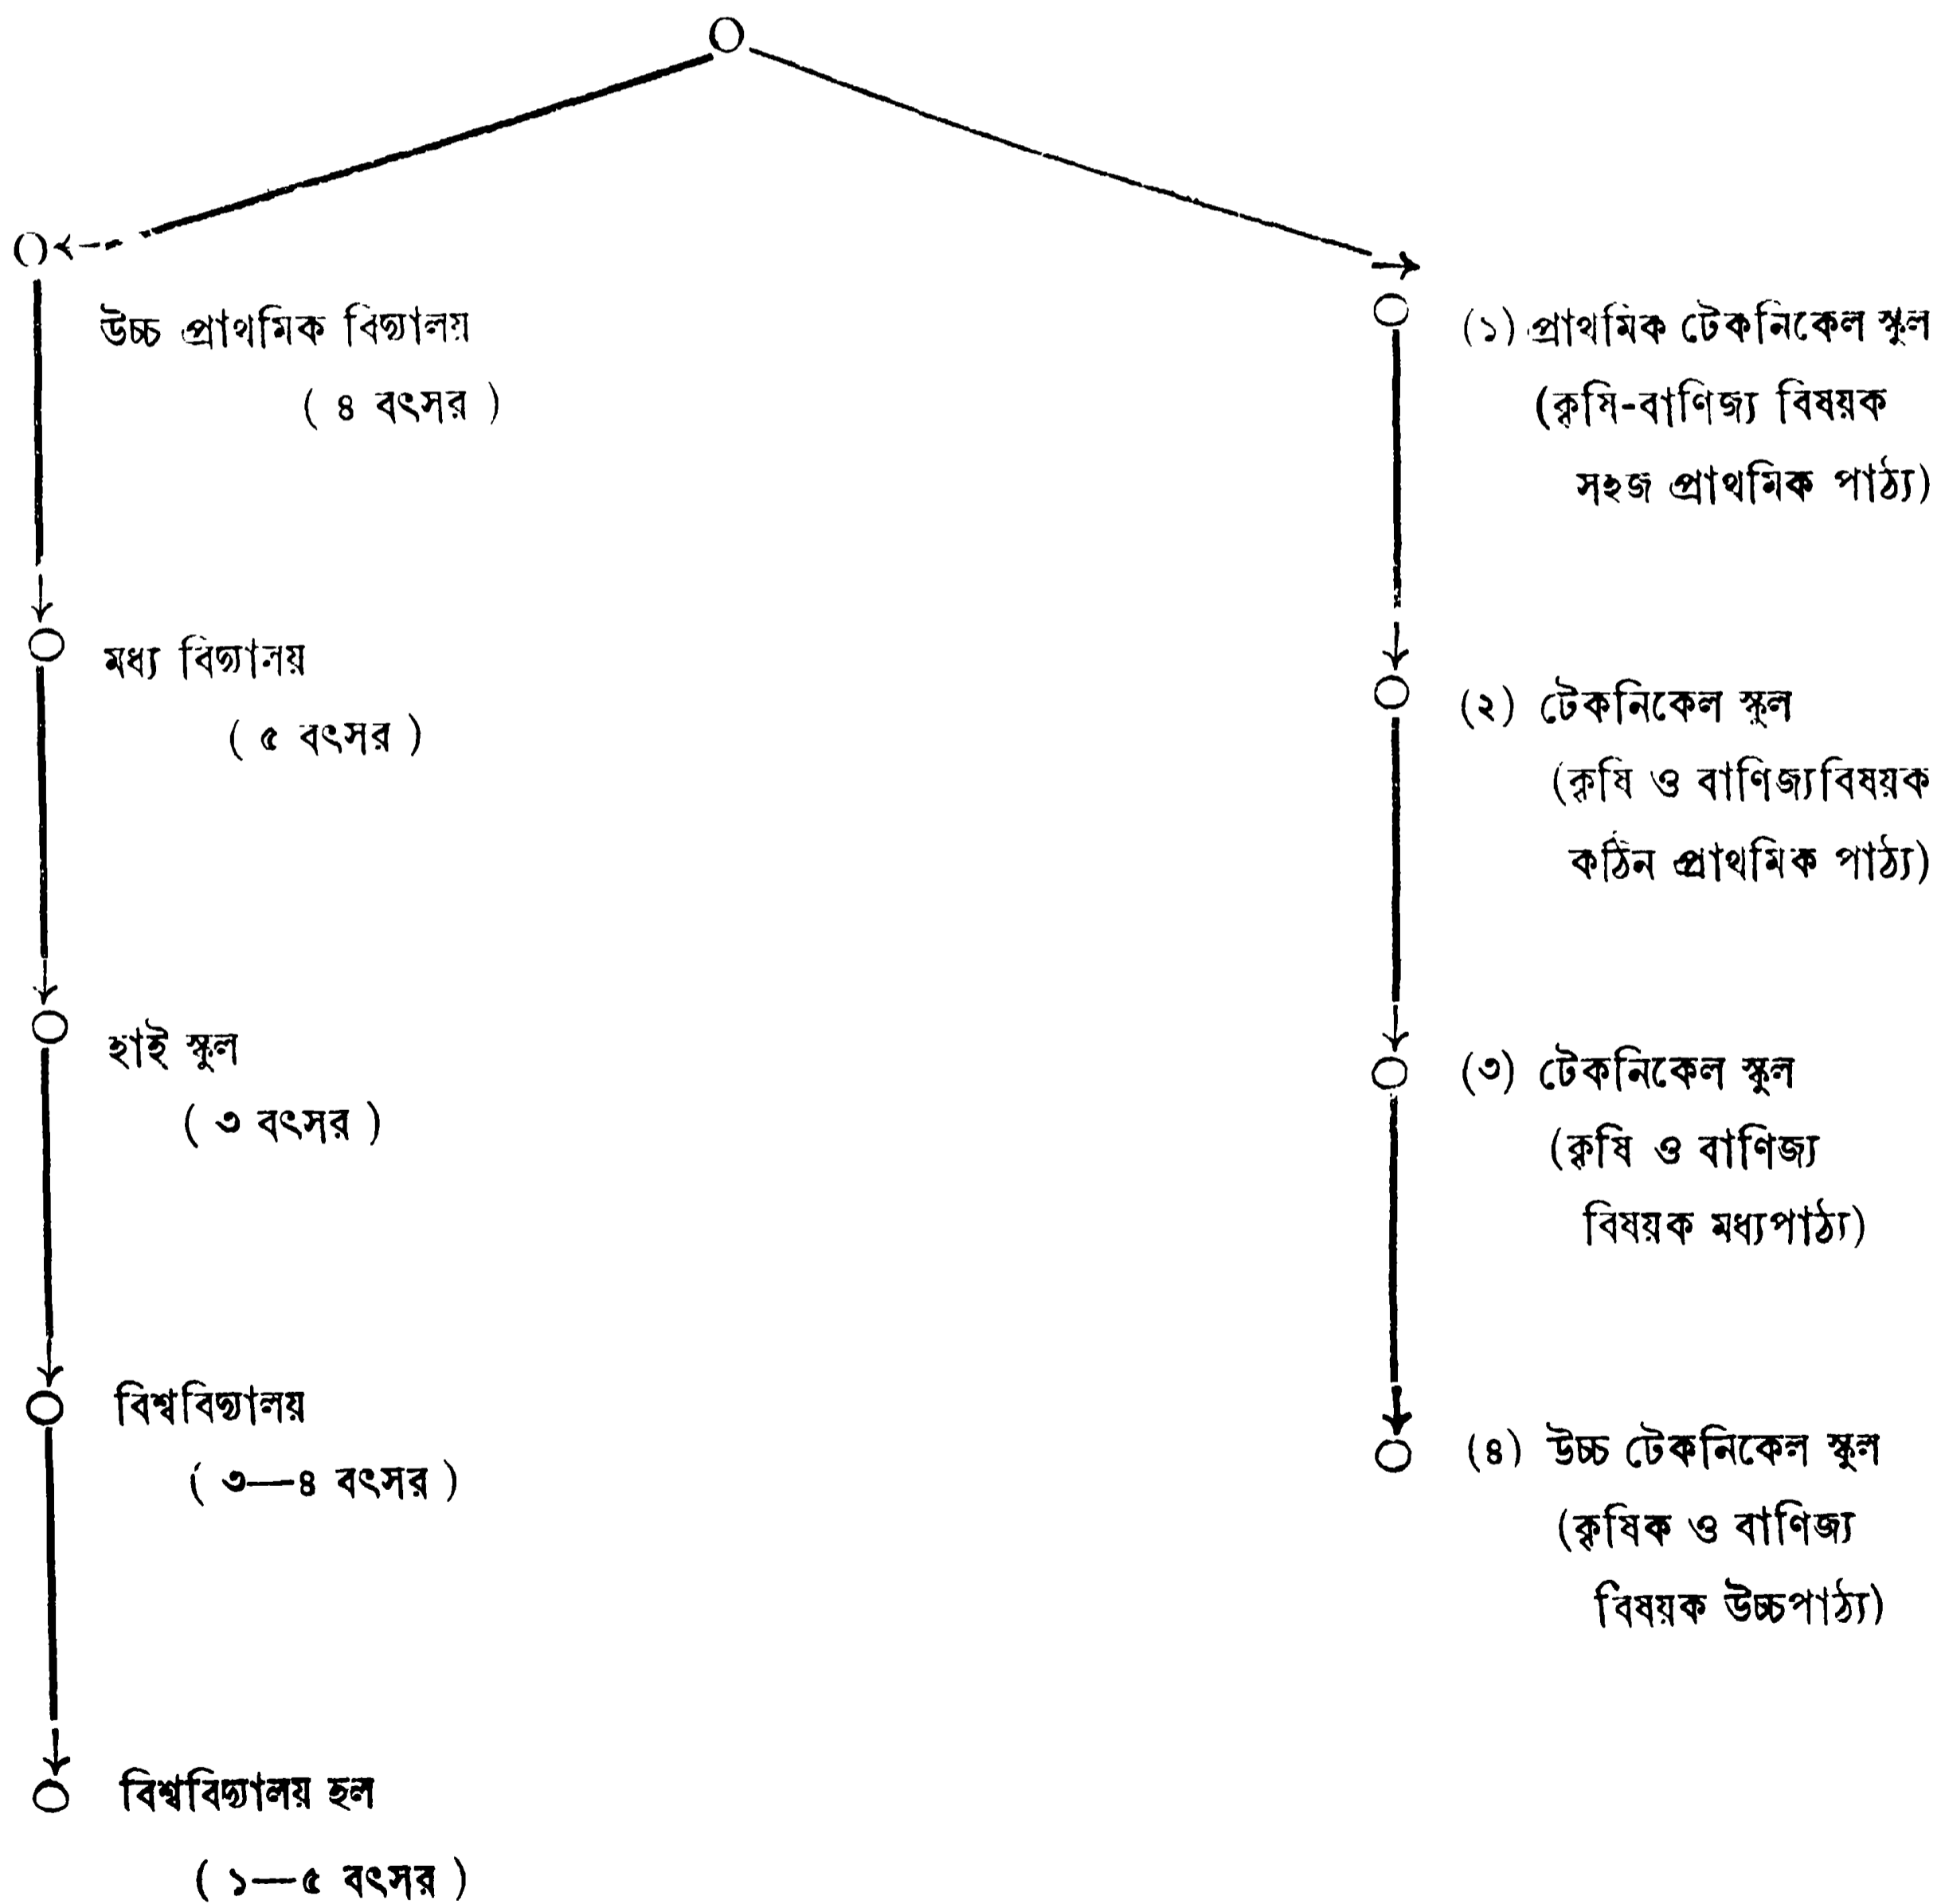 উচ্চ প্রাথমিক বিদ্যালয়
( ৪ বৎসর )
মধ্য বিদ্যালয়
( ৫ বৎসর )
হাই স্কুল
( ৩ বৎসর )
বিশ্ববিদ্যালয়
( ৩—৪ বৎসর )
বিশ্ববিদ্যালয় হল
( ১—৫ বৎসর )
(১) প্রাথমিক টেকনিকেল স্কুল
(কৃষি-বাণিজ্য বিষয়ক
সহজ প্রাথমিক পাঠ্য)
(২) টেকনিকেল স্কুল
(কৃষি ও বাণিজ্যবিষয়ক
কঠিন প্রাথমিক পাঠ্য)
(৩) টেকনিকেল স্কুল
(কৃষি ও বাণিজ্য
বিষয়ক মধ্যপাঠ্য)
(৪) উচ্চ টেকনিকেল স্কুল
(কৃষিক ও বাণিজ্য
বিষয়ক উচ্চপাঠ্য)